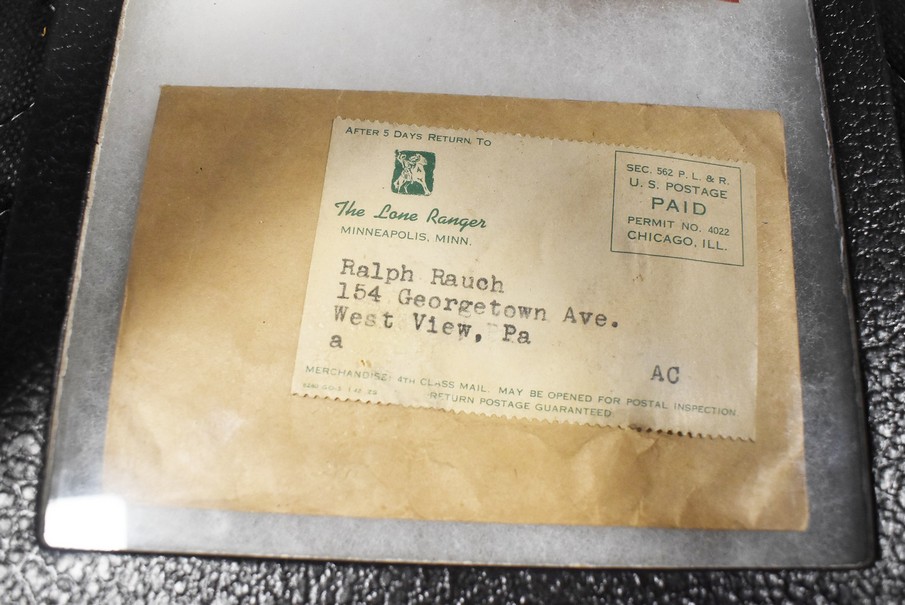 AFTER 5 DAYS RETURN TO
The Lone Ranger
MINNEAPOLIS, MINN.
SEC. 562 P. L. & R.
U. S. POSTAGE
PAID
PERMIT NO. 4022
CHICAGO, ILL.
Ralph Rauch
154 Georgetown Ave.
West View, Pa
a
AC
MERCHANDISE: 4TH CLASS MAIL. MAY BE OPENED FOR POSTAL INSPECTION
RETURN POSTAGE GUARANTEED.